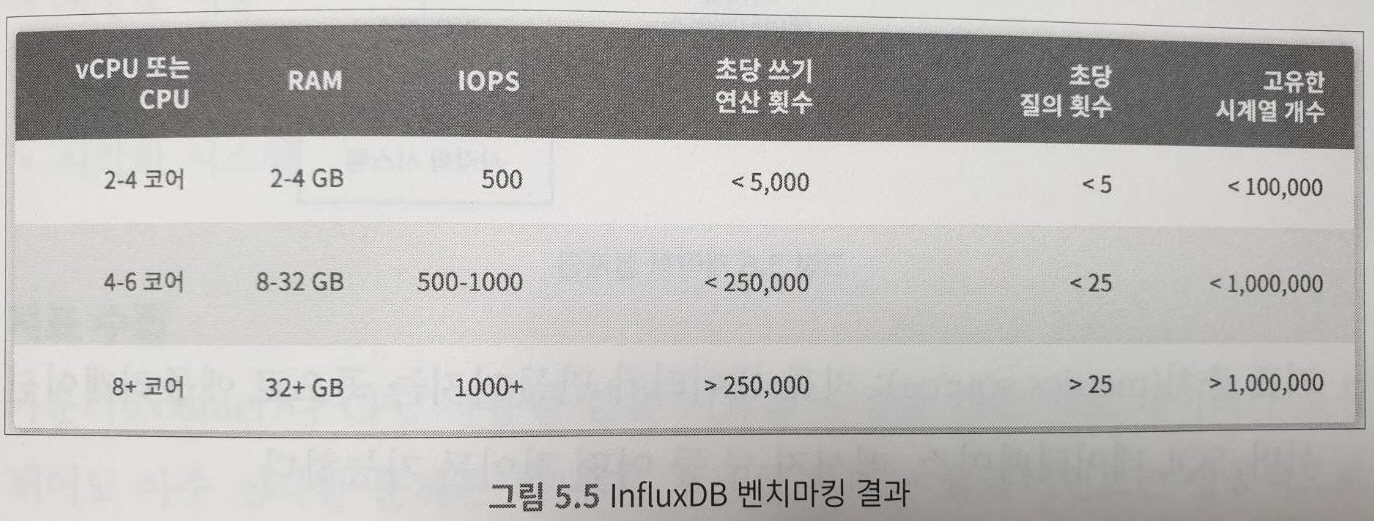 vCPU 또는 CPU RAM IOPS 초당 쓰기 연산 횟수 초당 질의 횟수 고유한 시계열 개수
2-4 코어 2-4 GB 500 < 5,000 < 5 < 100,000
4-6 코어 8-32 GB 500-1000 < 250,000 < 25 < 1,000,000
8+ 코어 32+ GB 1000+ > 250,000 > 25 > 1,000,000
그림 5.5 InfluxDB 벤치마킹 결과